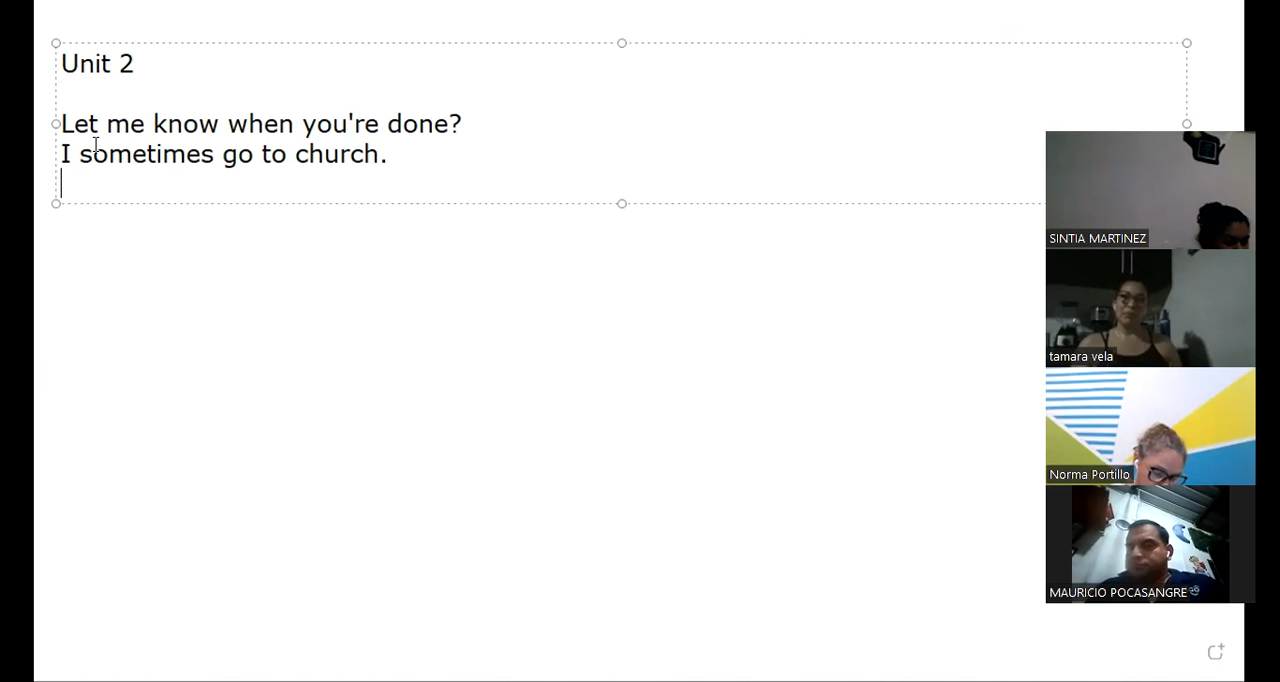 Unit 2
Let me know when you're done?
I sometimes go to church.
SINTIA MARTINEZ
tamara vela
Norma Portillo
MAURICIO POCASANGRE